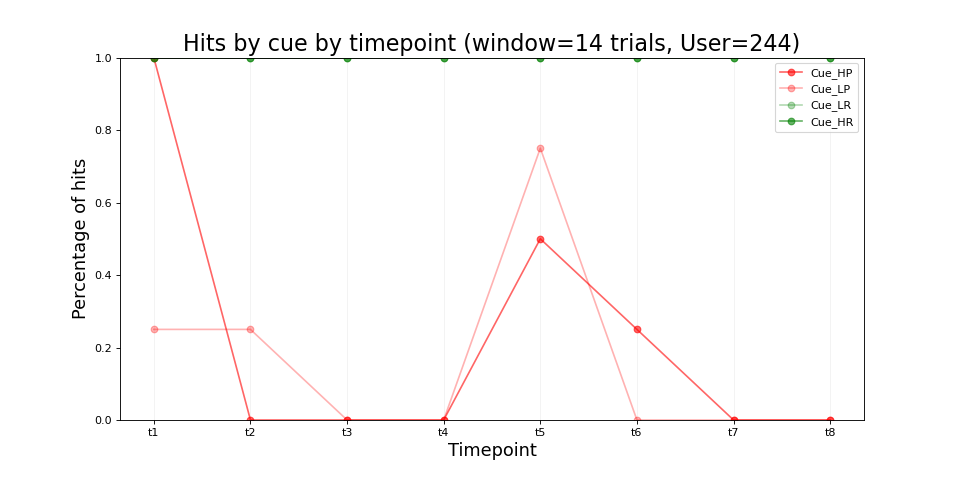 Hits by cue by timepoint (window=14 trials, User=244)
Percentage of hits
1.0
0.8
0.6
0.4
0.2
0.0
Cue_HP
Cue_LP
Cue_LR
Cue_HR
t1 t2 t3 t4 t5 t6 t7 t8
Timepoint